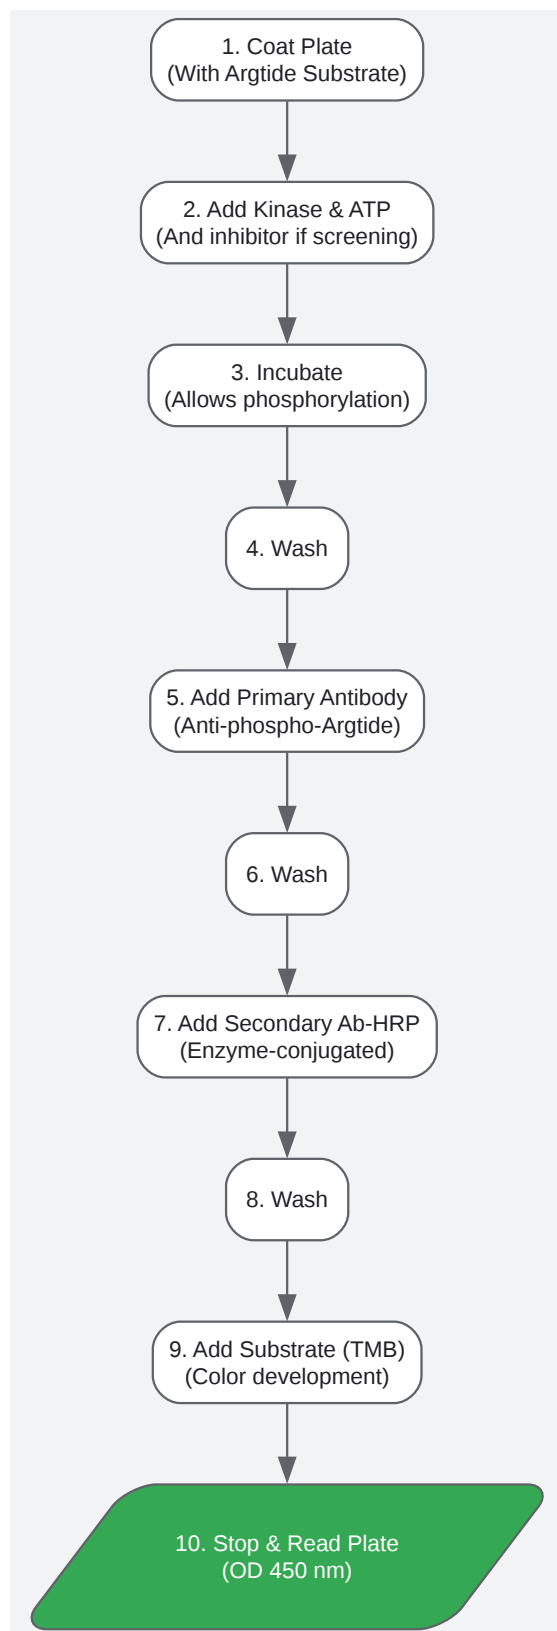 1. Coat Plate
(With Argtide Substrate)
2. Add Kinase & ATP
(And inhibitor if screening)
3. Incubate
(Allows phosphorylation)
4. Wash
5. Add Primary Antibody
(Anti-phospho-Argtide)
6. Wash
7. Add Secondary Ab-HRP
(Enzyme-conjugated)
8. Wash
9. Add Substrate (TMB)
(Color development)
10. Stop & Read Plate
(OD 450 nm)